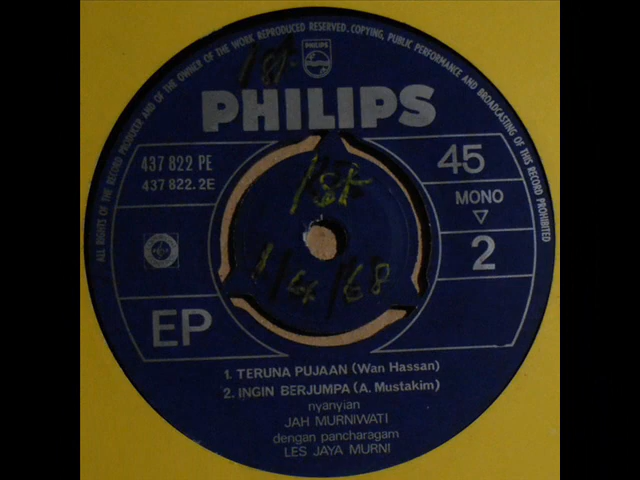 ALL RIGHTS OF THE RECORD PRODUCER AND OF THE OWNER OF THE WORK REPRODUCED RESERVED. COPYING, PUBLIC PERFORMANCE AND BROADCASTING OF THIS RECORD PROHIBITED
1st.
PHILIPS
PHILIPS
437 822 PE
437 822.2E
45
MONO
2
1st
1/4/68
EP
1. TERUNA PUJAAN (Wan Hassan)
2. INGIN BERJUMPA (A. Mustakim)
nyanyian
JAH MURNIWATI
dengan pancharagam
LES JAYA MURNI